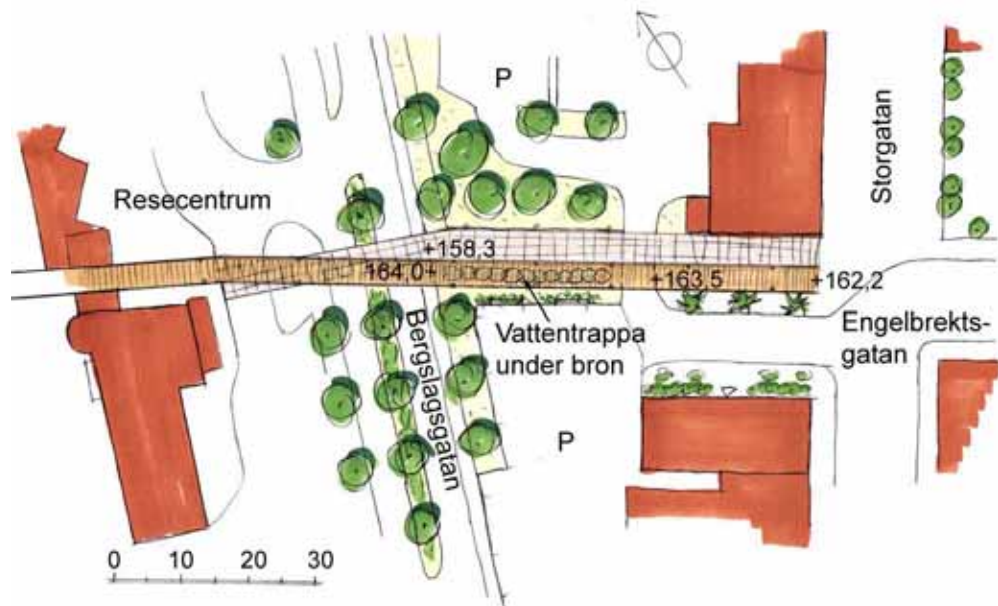 P
Storgatan
Resecentrum
+158,3
164,0+
+163,5
+162,2
Vattentrappa
under bron
Engelbrekts-
gatan
Bergslagsgatan
P
0 10 20 30